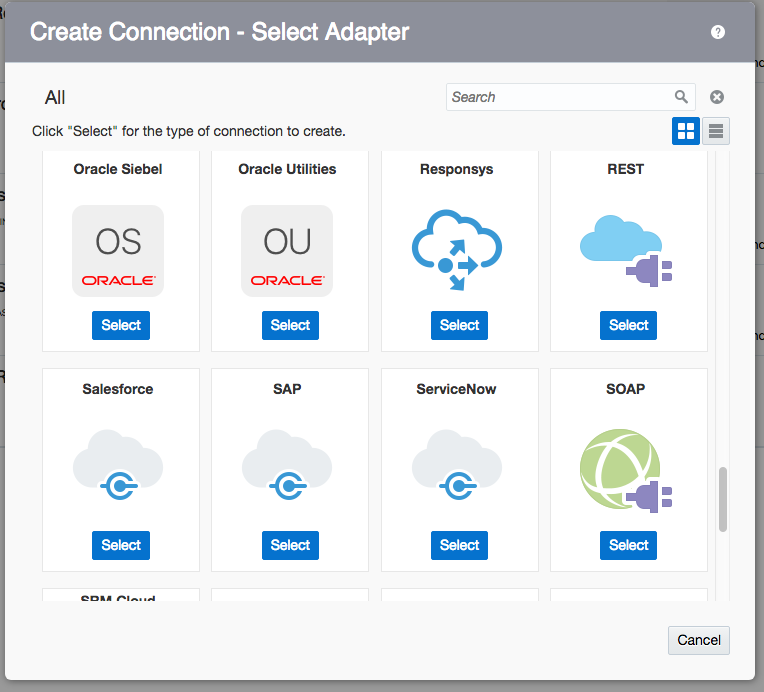 Create Connection - Select Adapter
?
All
Search
Click "Select" for the type of connection to create.
Oracle Siebel
Oracle Utilities
Responsys
REST
OS
ORACLE'
OU
ORACLE'
Select
Select
Select
Select
Salesforce
SAP
ServiceNow
SOAP
Select
Select
Select
Select
SRM Cloud
Cancel